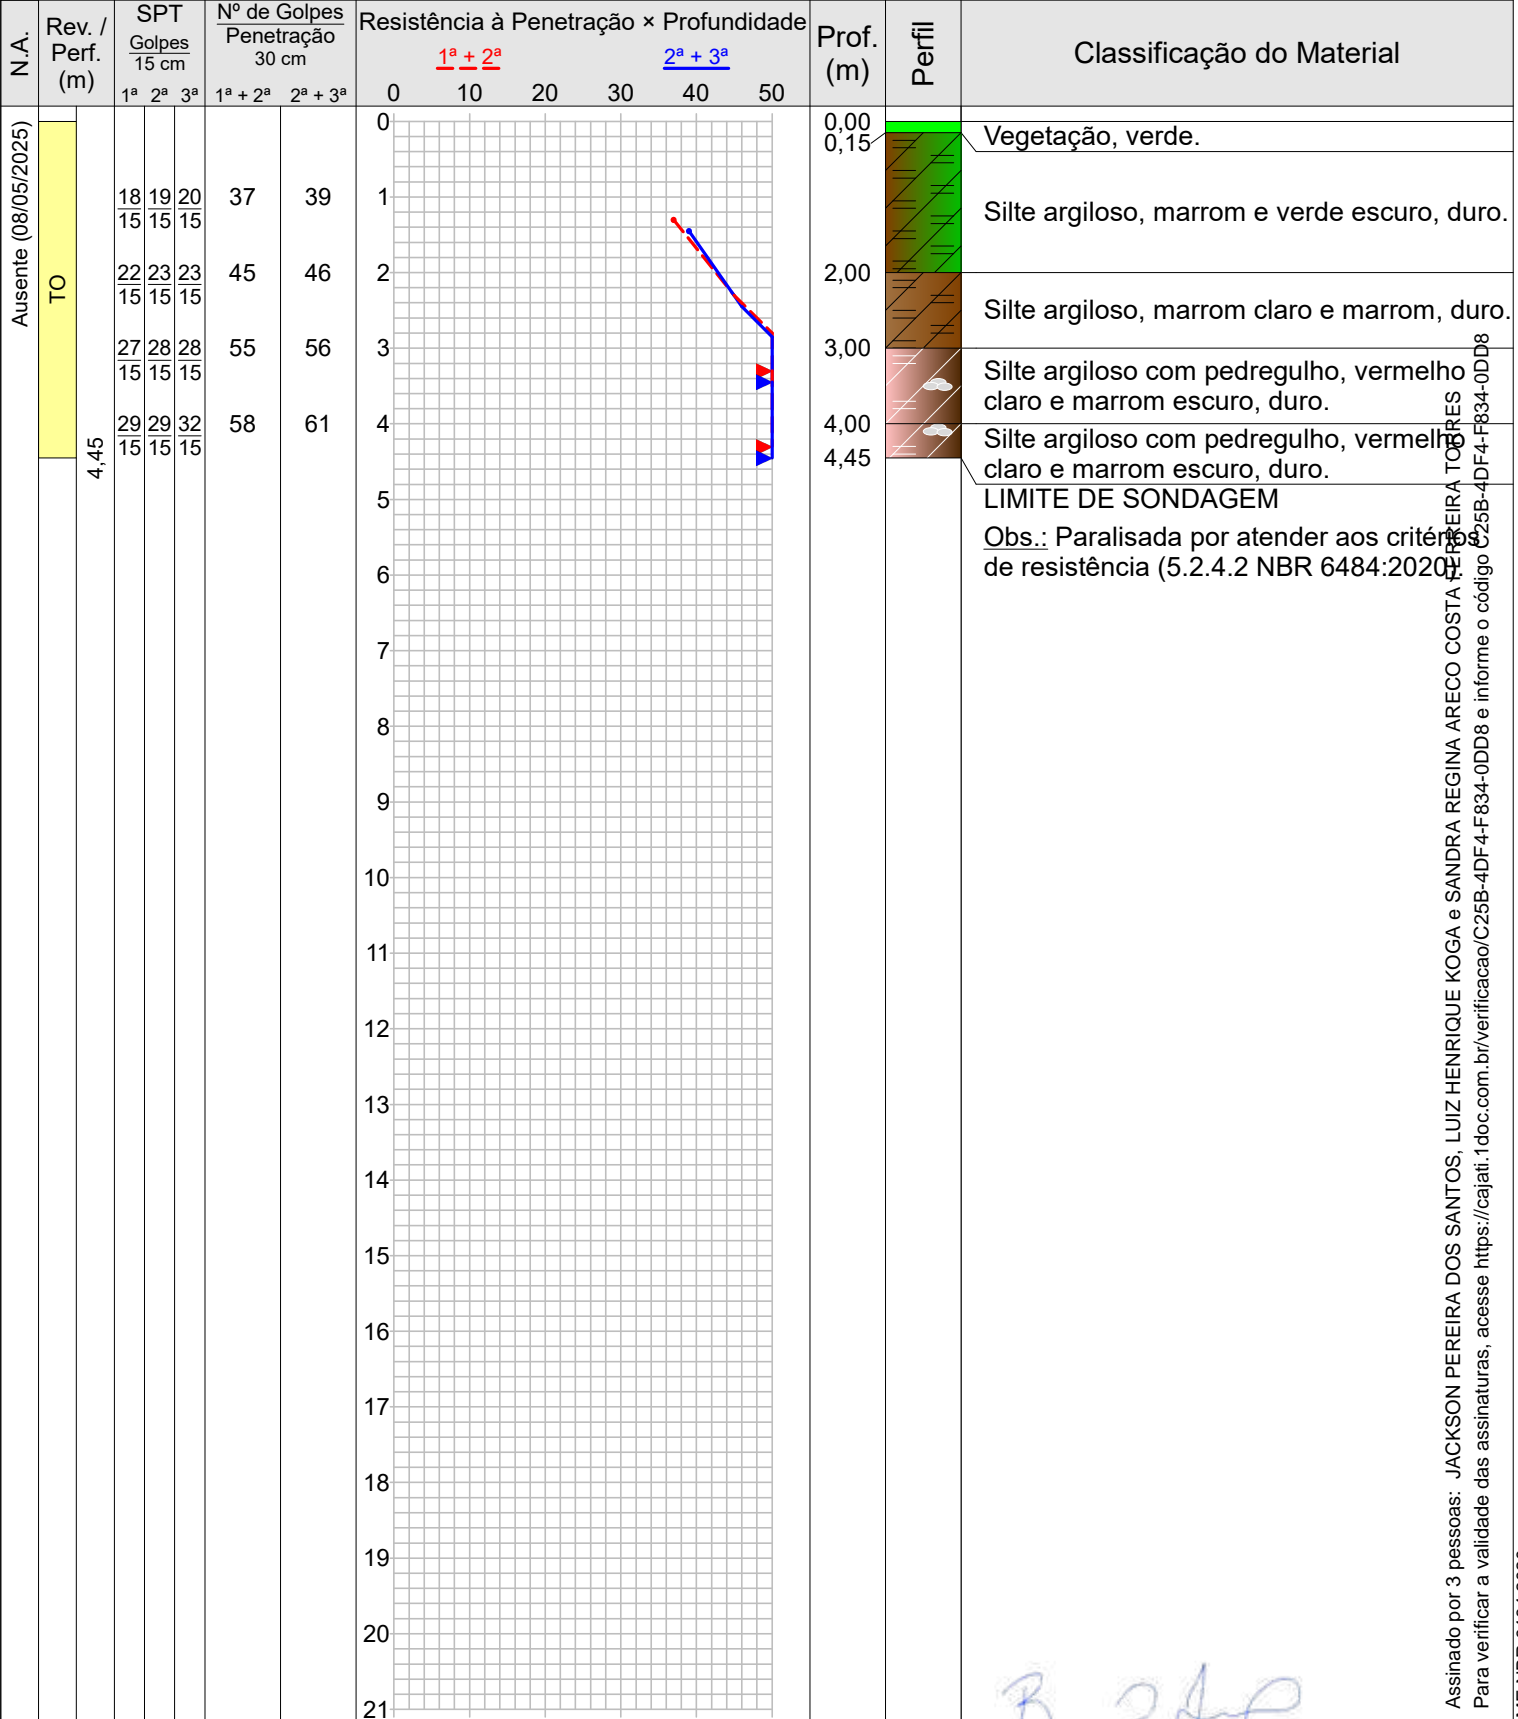 N.A.
Rev. /
Perf.
(m)
SPT
Golpes
15 cm
1ª 2ª 3ª
Nº de Golpes
Penetração
30 cm
1ª + 2ª 2ª + 3ª
Resistência à Penetração × Profundidade
1ª + 2ª 2ª + 3ª
0 10 20 30 40 50
Prof.
(m)
Perfil
Classificação do Material
Ausente (08/05/2025)
TO
4,45
18 19 20 37 39
15 15 15
22 23 23 45 46
15 15 15
27 28 28 55 56
15 15 15
29 29 32 58 61
15 15 15
0
1
2
3
4
5
6
7
8
9
10
11
12
13
14
15
16
17
18
19
20
21
0,00
0,15
2,00
3,00
4,00
4,45
Vegetação, verde.
Silte argiloso, marrom e verde escuro, duro.
Silte argiloso, marrom claro e marrom, duro.
Silte argiloso com pedregulho, vermelho
claro e marrom escuro, duro.
Silte argiloso com pedregulho, vermelho
claro e marrom escuro, duro.
LIMITE DE SONDAGEM
Obs.: Paralisada por atender aos critérios
de resistência (5.2.4.2 NBR 6484:2020).
Assinado por 3 pessoas: JACKSON PEREIRA DOS SANTOS, LUIZ HENRIQUE KOGA e SANDRA REGINA ARECO COSTA FERREIRA TORRES
Para verificar a validade das assinaturas, acesse https://cajati.1doc.com.br/verificacao/C25B-4DF4-F834-0DD8 e informe o código C25B-4DF4-F834-0DD8